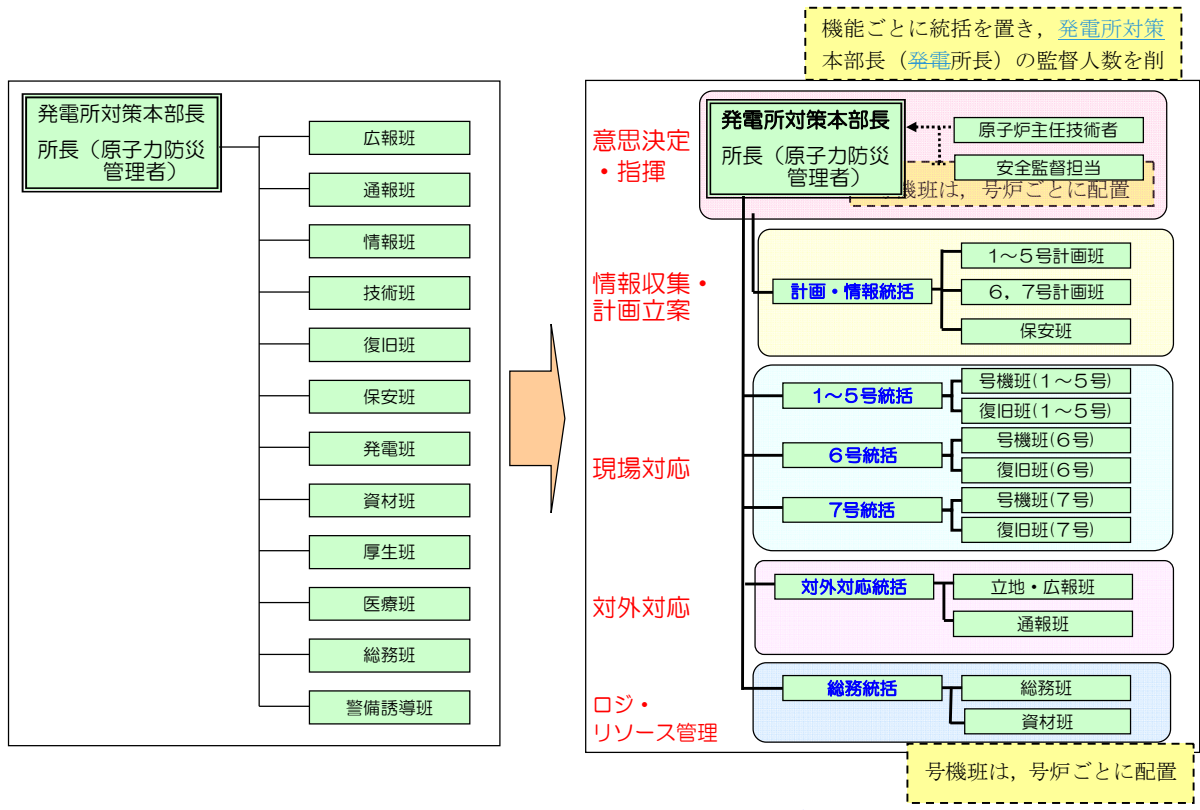 機能ごとに統括を置き，発電所対策
本部長（発電所長）の監督人数を削
発電所対策本部長
所長（原子力防災
管理者）
広報班
通報班
情報班
技術班
復旧班
保安班
発電班
資材班
厚生班
医療班
総務班
警備誘導班
意思決定
・指揮
発電所対策本部長
所長（原子力防災
管理者）
原子炉主任技術者
安全監督担当
機班は，号炉ごとに配置
情報収集・
計画立案
計画・情報統括
1～5号計画班
6，7号計画班
保安班
現場対応
1～5号統括
号機班(1～5号)
復旧班(1～5号)
6号統括
号機班(6号)
復旧班(6号)
7号統括
号機班(7号)
復旧班(7号)
対外対応
対外対応統括
立地・広報班
通報班
ロジ・
リソース管理
総務統括
総務班
資材班
号機班は，号炉ごとに配置